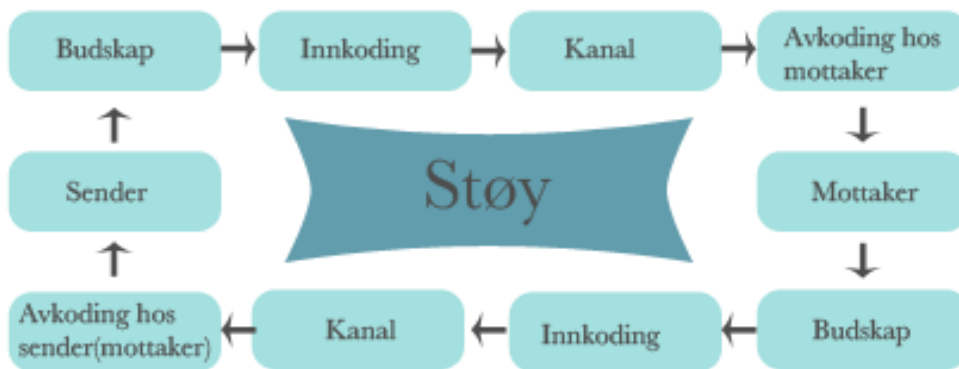 Budskap
Innkoding
Kanal
Avkoding hos
mottaker
Sender
Støy
Mottaker
Avkoding hos
sender(mottaker)
Kanal
Innkoding
Budskap